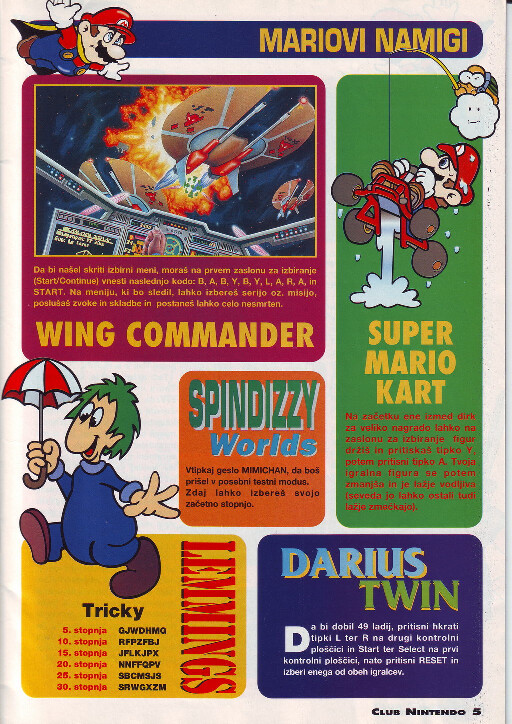 MARIOVI NAMIGI
Da bi našel skriti izbirni meni, moraš na prvem zaslonu za izbiranje
(Start/Continue) vnesti naslednjo kodo: B, A, B, Y, B, Y, L, A, R, A, in
START. Na meniju, ki bo sledil, lahko izbereš serijo oz. misijo,
poslušaš zvoke in skladbe in postaneš lahko celo nesmrten.
WING COMMANDER
SUPER
MARIO
KART
Na začetku ene izmed dirk
za veliko nagrado lahko na
zaslonu za izbiranje figur
držiš in pritiskaš tipko Y,
potem pritisni tipko A. Tvoja
igralna figura se potem
zmanjša in je lažje vodljiva
(seveda jo lahko ostali tudi
lažje zmečkajo).
SPINDIZZY
Worlds
Vtipkaj geslo MIMICHAN, da boš
prišel v posebni testni modus.
Zdaj lahko izbereš svojo
začetno stopnjo.
LEMMINGS
Tricky
5. stopnja GJWDHMQ
10. stopnja RFPZFBJ
15. stopnja JFLKJPX
20. stopnja NNFFQPV
25. stopnja SBCMSJS
30. stopnja SRWGXZM
DARIUS
TWIN
Da bi dobil 49 ladij, pritisni hkrati
tipki L ter R na drugi kontrolni
ploščici in Start ter Select na prvi
kontrolni ploščici, nato pritisni RESET in
izberi enega od obeh igralcev.
CLUB NINTENDO 5